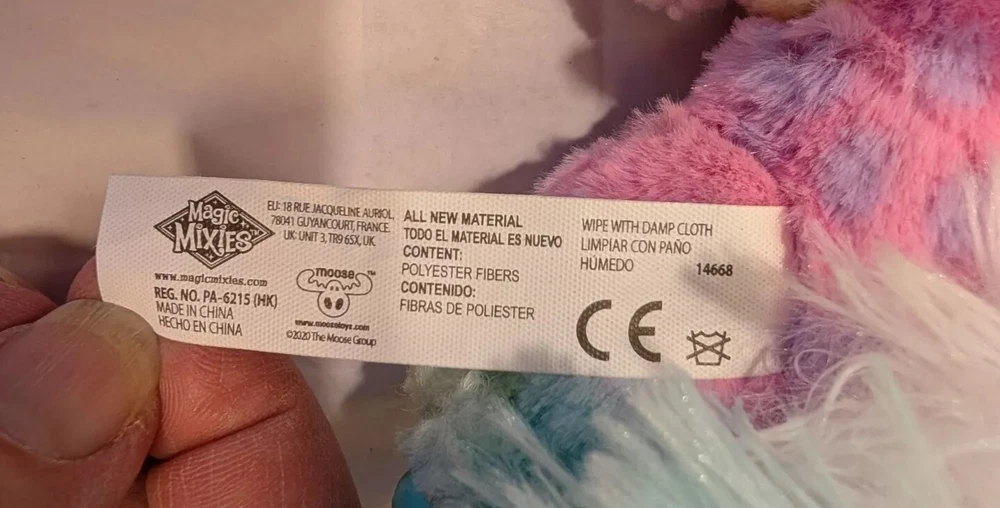 Magic
MIXIES
www.magicmixies.com
REG. NO. PA-6215 (HK)
MADE IN CHINA
HECHO EN CHINA
EU: 18 RUE JACQUELINE AURIOL,
78041 GUYANCOURT, FRANCE.
UK: UNIT 3, TR9 6SX, UK.
moose™
www.moosetoys.com
©2020 The Moose Group
ALL NEW MATERIAL
TODO EL MATERIAL ES NUEVO
CONTENT:
POLYESTER FIBERS
CONTENIDO:
FIBRAS DE POLIESTER
WIPE WITH DAMP CLOTH
LIMPIAR CON PAÑO
HÚMEDO
14668
CE